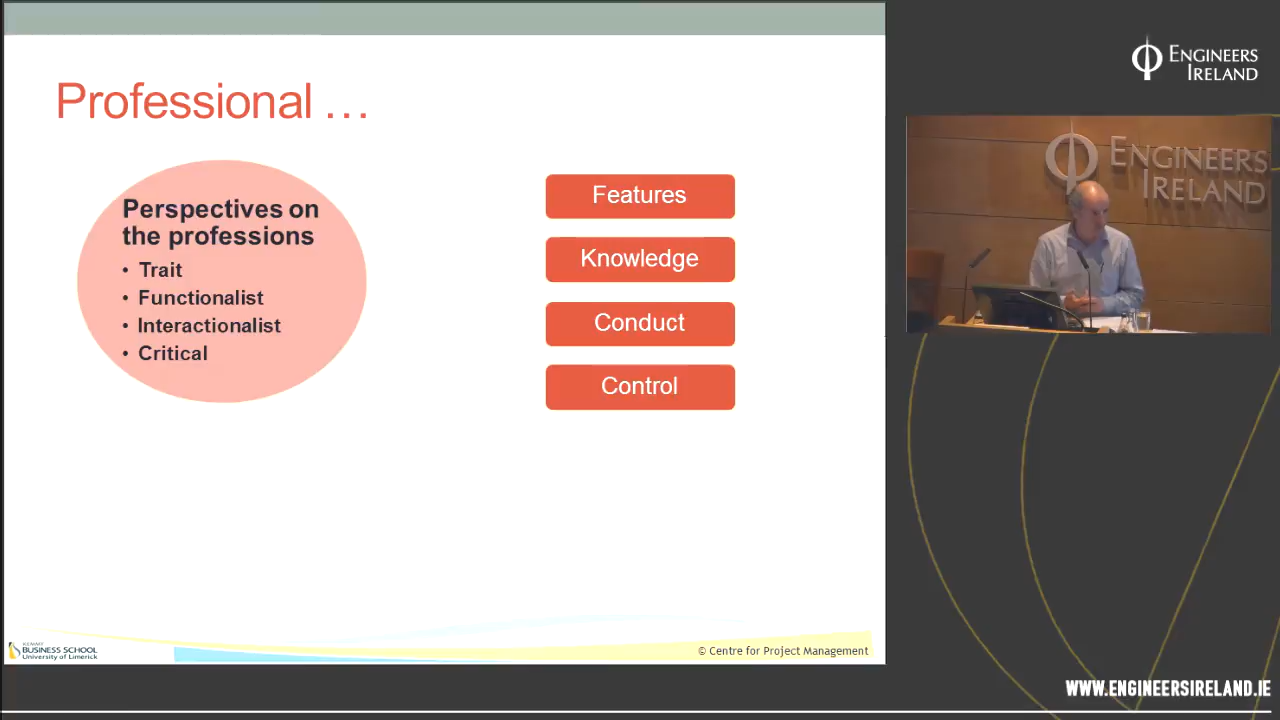 Professional …
Perspectives on
the professions
• Trait
• Functionalist
• Interactionalist
• Critical
Features
Knowledge
Conduct
Control
KEMMY
BUSINESS SCHOOL
University of Limerick
© Centre for Project Management
ENGINEERS
IRELAND
ENGINEERS
IRELAND
WWW.ENGINEERSIRELAND.IE